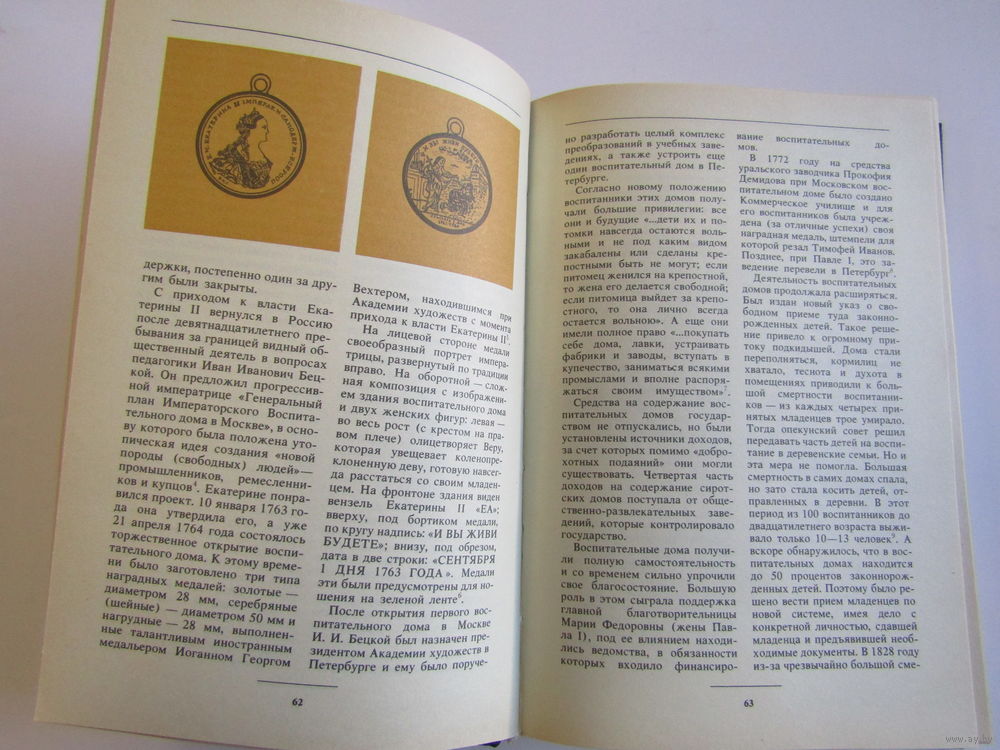 держки, постепенно один за дру-
гим были закрыты.
С приходом к власти Ека-
терины II вернулся в Россию
после девятнадцатилетнего пре-
бывания за границей видный об-
щественный деятель в вопросах
педагогики Иван Иванович Бец-
кой. Он предложил прогрессив-
ной императрице «Генеральный
план Императорского Воспита-
тельного дома в Москве», в осно-
ву которого была положена уто-
пическая идея создания «новой
породы (свободных) людей»—
промышленников, ремесленни-
ков и купцов⁴. Екатерине понра-
вился проект. 10 января 1763 го-
да она утвердила его, а уже
21 апреля 1764 года состоялось
торжественное открытие воспи-
тательного дома. К этому време-
ни было заготовлено три типа
наградных медалей: золотые —
диаметром 28 мм, серебряные
(шейные) — диаметром 50 мм и
нагрудные — 28 мм, выполнен-
ные талантливым иностранным
медальером Иоганном Георгом
Вехтером, находившимся при
Академии художеств с момента
прихода к власти Екатерины II⁵.
На лицевой стороне медали
своеобразный портрет импера-
трицы, развернутый по традиции
вправо. На оборотной — слож-
ная композиция с изображени-
ем здания воспитательного дома
и двух женских фигур: левая —
во весь рост (с крестом на пра-
вом плече) олицетворяет Веру,
которая увещевает коленопре-
клоненную деву, готовую навсег-
да расстаться со своим младен-
цем. На фронтоне здания виден
вензель Екатерины II «ЕА»;
вверху, под бортиком медали,
по кругу надпись: «И ВЫ ЖИВИ
БУДЕТЕ»; внизу, под обрезом,
дата в две строки: «СЕНТЯБРЯ
1 ДНЯ 1763 ГОДА». Медали
эти были предусмотрены для но-
шения на зеленой ленте⁶.
После открытия первого вос-
питательного дома в Москве
И. И. Бецкой был назначен пре-
зидентом Академии художеств в
Петербурге и ему было поруче-
62
но разработать целый комплекс
преобразований в учебных заве-
дениях, а также устроить еще
один воспитательный дом в Пе-
тербурге.
Согласно новому положению
воспитанники этих домов полу-
чали большие привилегии: все
они и будущие «...дети их и по-
томки навсегда остаются воль-
ными и не под каким видом
закабалены или сделаны кре-
постными быть не могут; если
питомец женился на крепостной,
то жена его делается свободной;
если питомица выйдет за крепо-
стного, то она лично всегда
остается вольною». А еще они
имели полное право «...покупать
себе дома, лавки, устраивать
фабрики и заводы, вступать в
купечество, заниматься всякими
промыслами и вполне распоря-
жаться своим имуществом»⁷.
Средства на содержание вос-
питательных домов государст-
вом не отпускались, но были
установлены источники доходов,
за счет которых помимо «добро-
хотных подаяний» они могли
существовать. Четвертая часть
доходов на содержание сирот-
ских домов поступала от обще-
ственно-развлекательных заве-
дений, которые контролировало
государство.
Воспитательные дома получи-
ли полную самостоятельность
и со временем сильно упрочили
свое благосостояние. Большую
роль в этом сыграла поддержка
главной благотворительницы
Марии Федоровны (жены Пав-
ла I), под ее влиянием находи-
лись ведомства, в обязанности
которых входило финансиро-
вание воспитательных до-
мов.
В 1772 году на средства
уральского заводчика Прокофия
Демидова при Московском вос-
питательном доме было создано
Коммерческое училище и для
его воспитанников была учреж-
дена (за отличные успехи) своя
наградная медаль, штемпели для
которой резал Тимофей Иванов.
Позднее, при Павле I, это за-
ведение перевели в Петербург⁸.
Деятельность воспитательных
домов продолжала расширяться.
Был издан новый указ о сво-
бодном приеме туда законно-
рожденных детей. Такое реше-
ние привело к огромному прито-
току подкидышей. Дома стали
переполняться, кормилиц не
хватало, теснота и духота в
помещениях приводили к боль-
шой смертности воспитанни-
ков — из каждых четырех при-
нятых младенцев трое умирало.
Тогда опекунский совет решил
передавать часть детей на воспи-
тание в деревенские семьи. Но и
эта мера не помогла. Большая
смертность в самих домах спала,
но зато стала косить детей, от-
правленных в деревни. В этот
период из 100 воспитанников до
двадцатилетнего возраста выжи-
вало только 10—13 человек⁹. А
вскоре обнаружилось, что в вос-
питательных домах находится
до 50 процентов законнорож-
денных детей. Поэтому было ре-
шено вести прием младенцев по
новой системе, имея дело с
конкретной личностью, сдавшей
младенца и предъявившей необ-
ходимые документы. В 1828 году
из-за чрезвычайно большой сме-
63
www.ay.by